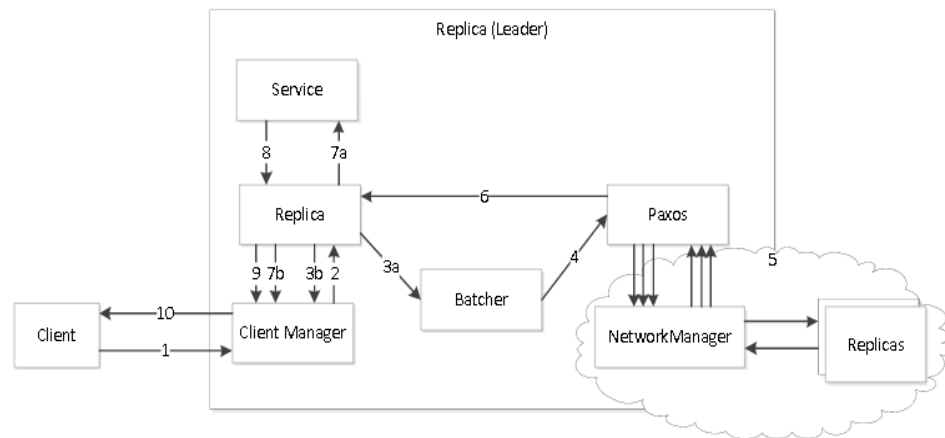 Replica (Leader)
Service
8
7a
6
Replica
Paxos
9
7b
3b
2
3a
4
5
Batcher
10
Client
Client Manager
NetworkManager
Replicas
1